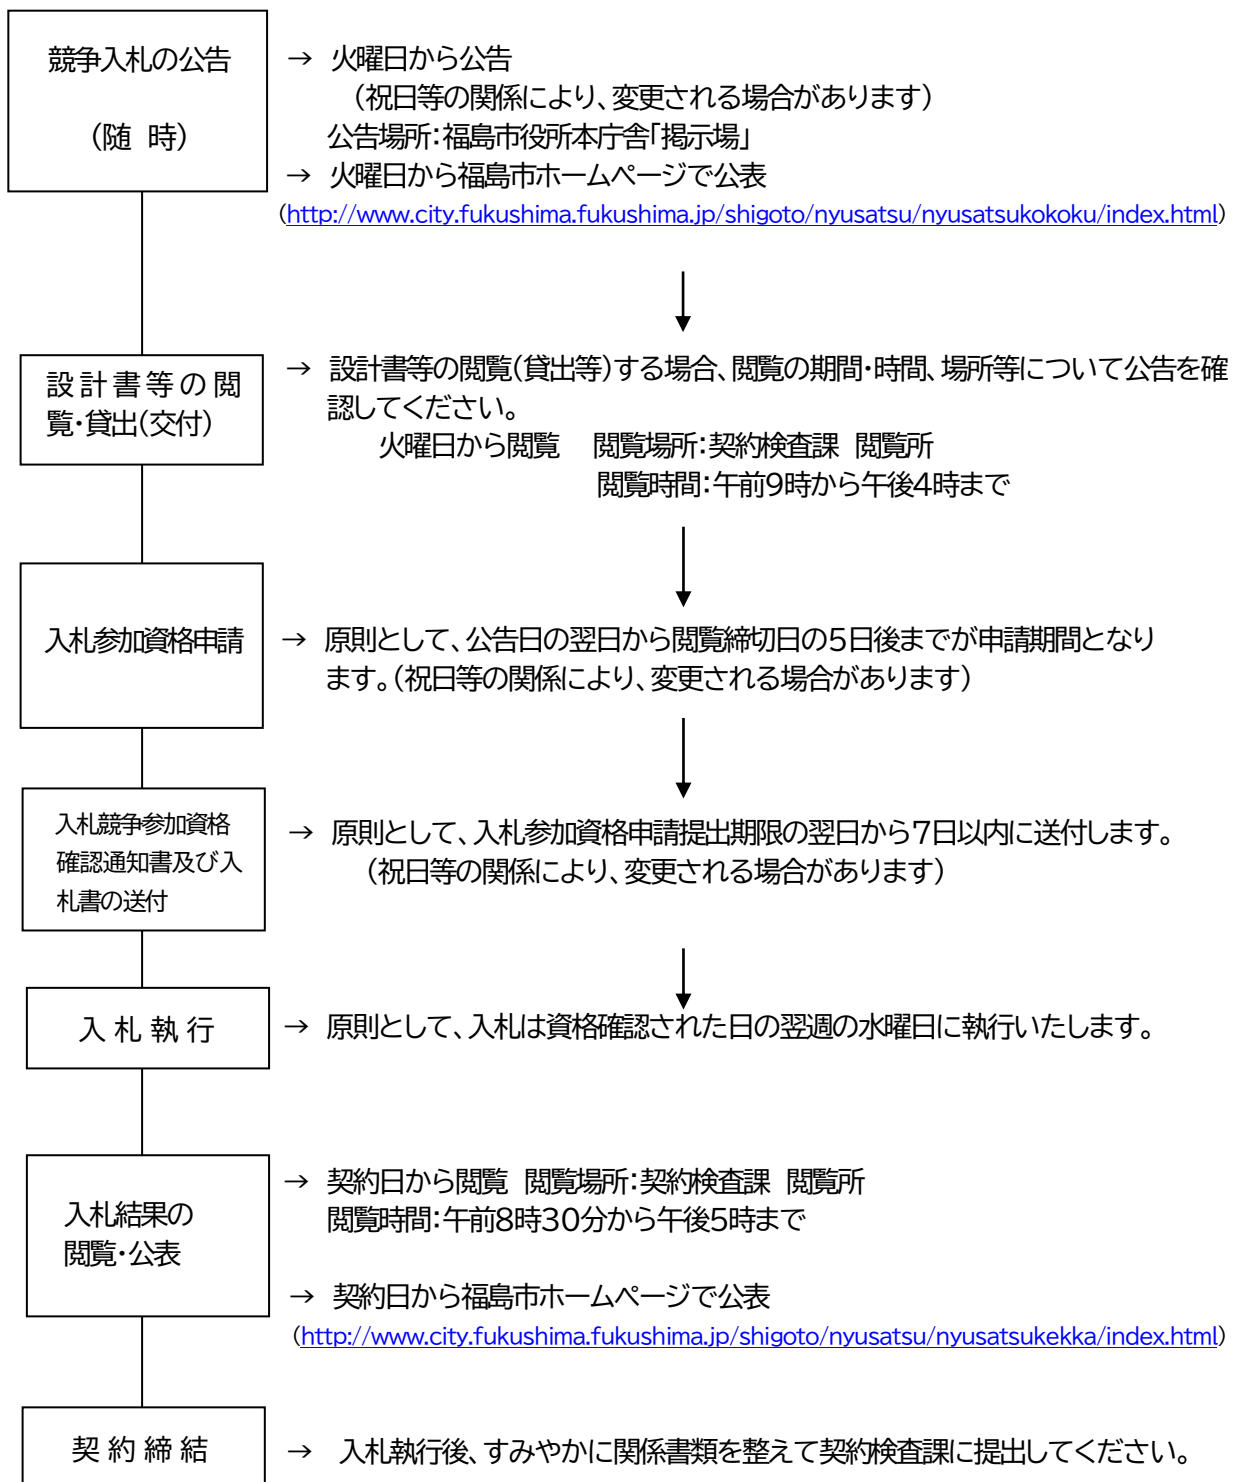 競争入札の公告
(随 時)
→ 火曜日から公告
(祝日等の関係により、変更される場合があります)
公告場所:福島市役所本庁舎「掲示場」
→ 火曜日から福島市ホームページで公表
(http://www.city.fukushima.fukushima.jp/shigoto/nyusatsu/nyusatsukokoku/index.html)
設計書等の閲
覧・貸出(交付)
→ 設計書等の閲覧(貸出等)する場合、閲覧の期間・時間、場所等について公告を確
認してください。
火曜日から閲覧 閲覧場所:契約検査課 閲覧所
閲覧時間:午前9時から午後4時まで
入札参加資格申請
→ 原則として、公告日の翌日から閲覧締切日の5日後までが申請期間となり
ます。(祝日等の関係により、変更される場合があります)
入札競争参加資格
確認通知書及び入
札書の送付
→ 原則として、入札参加資格申請提出期限の翌日から7日以内に送付します。
(祝日等の関係により、変更される場合があります)
入札執行
→ 原則として、入札は資格確認された日の翌週の水曜日に執行いたします。
入札結果の
閲覧・公表
→ 契約日から閲覧 閲覧場所:契約検査課 閲覧所
閲覧時間:午前8時30分から午後5時まで
→ 契約日から福島市ホームページで公表
(http://www.city.fukushima.fukushima.jp/shigoto/nyusatsu/nyusatsukekka/index.html)
契約締結
→ 入札執行後、すみやかに関係書類を整えて契約検査課に提出してください。